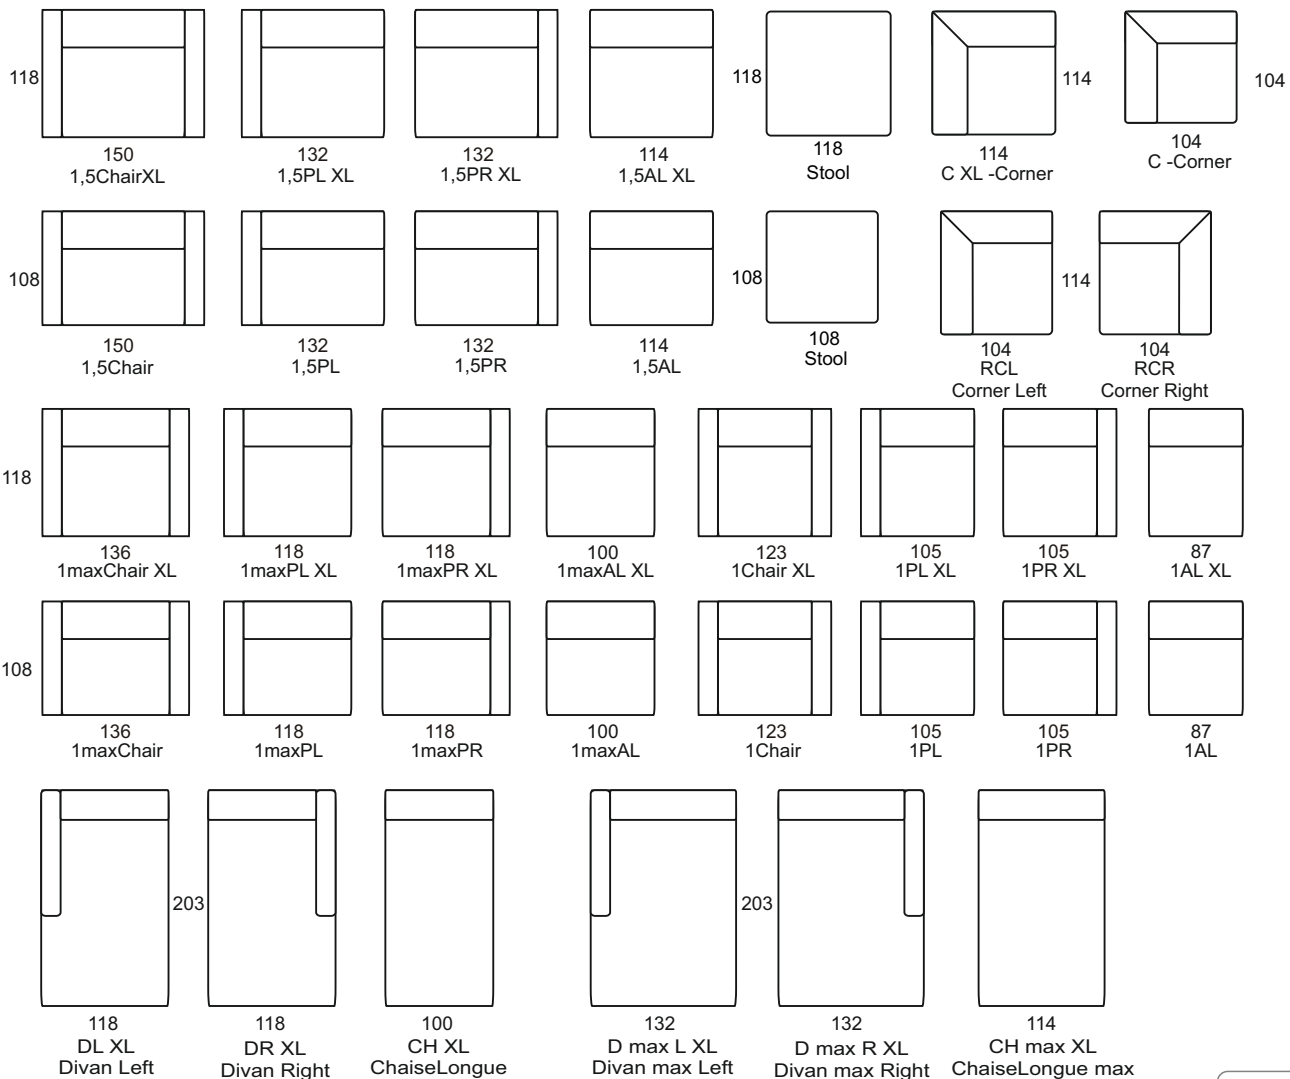 118
118
114
104
150
1,5ChairXL
132
1,5PL XL
132
1,5PR XL
114
1,5AL XL
118
Stool
114
C XL -Corner
104
C -Corner
108
108
114
150
1,5Chair
132
1,5PL
132
1,5PR
114
1,5AL
108
Stool
104
RCL
Corner Left
104
RCR
Corner Right
118
136
1maxChair XL
118
1maxPL XL
118
1maxPR XL
100
1maxAL XL
123
1Chair XL
105
1PL XL
105
1PR XL
87
1AL XL
108
136
1maxChair
118
1maxPL
118
1maxPR
100
1maxAL
123
1Chair
105
1PL
105
1PR
87
1AL
203
203
118
DL XL
Divan Left
118
DR XL
Divan Right
100
CH XL
ChaiseLongue
132
D max L XL
Divan max Left
132
D max R XL
Divan max Right
114
CH max XL
ChaiseLongue max